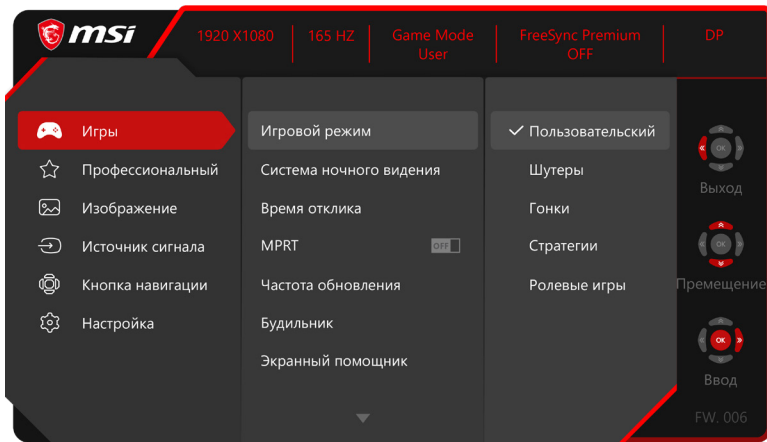 msi
1920 X1080
165 HZ
Game Mode
User
FreeSync Premium
OFF
DP
Игры
Профессиональный
Изображение
Источник сигнала
Кнопка навигации
Настройка
Игровой режим
Система ночного видения
Время отклика
MPRT
OFF
Частота обновления
Будильник
Экранный помощник
Пользовательский
Шутеры
Гонки
Стратегии
Ролевые игры
OK
Выход
OK
Премещение
OK
Ввод
FW. 006